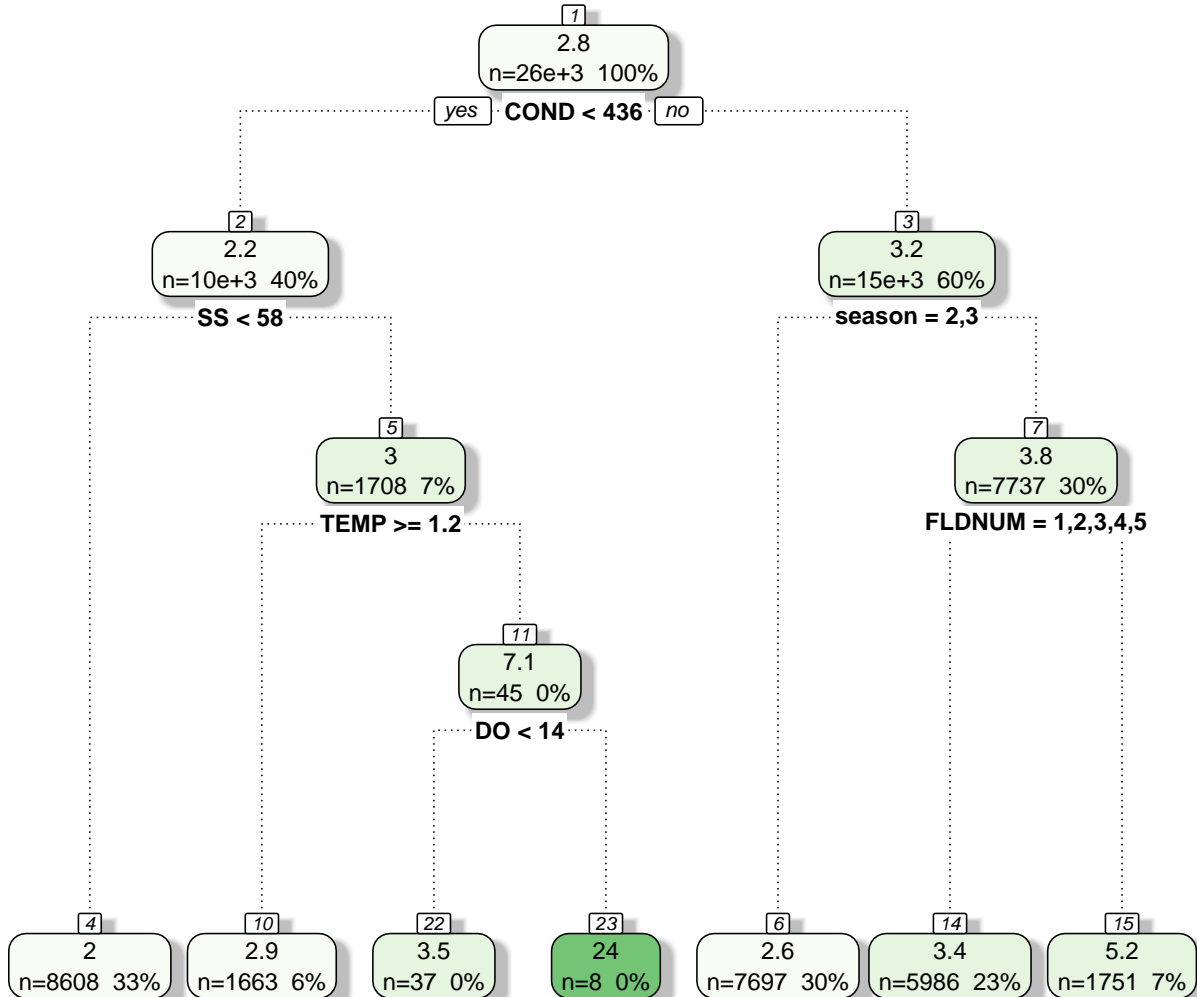 1
2.8
n=26e+3 100%
yes COND < 436 no
2
2.2
n=10e+3 40%
SS < 58
3
3.2
n=15e+3 60%
season = 2,3
5
3
n=1708 7%
TEMP >= 1.2
7
3.8
n=7737 30%
FLDNUM = 1,2,3,4,5
11
7.1
n=45 0%
DO < 14
4
2
n=8608 33%
10
2.9
n=1663 6%
22
3.5
n=37 0%
23
24
n=8 0%
6
2.6
n=7697 30%
14
3.4
n=5986 23%
15
5.2
n=1751 7%